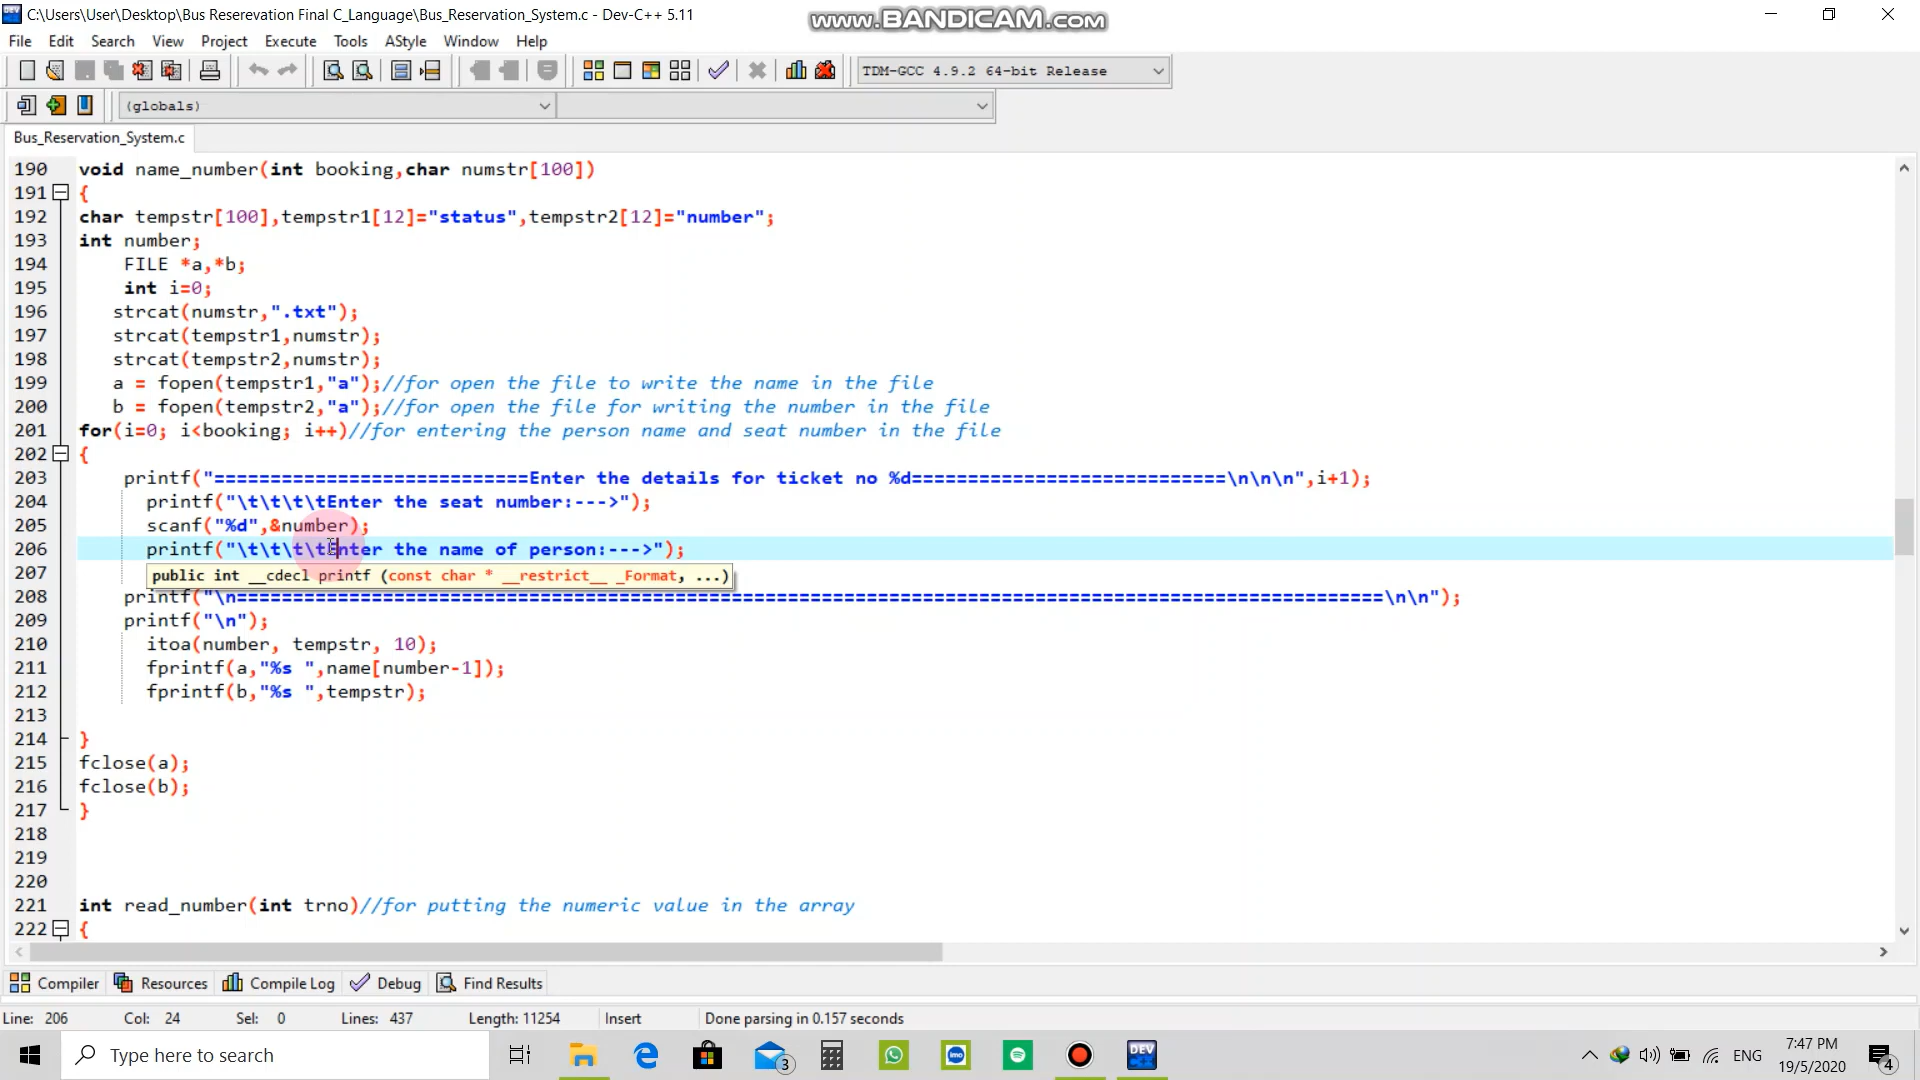 C:\Users\User\Desktop\Bus Reserevation Final C_Language\Bus_Reservation_System.c - Dev-C++ 5.11
www.BANDICAM.com
File Edit Search View Project Execute Tools AStyle Window Help
TDM-GCC 4.9.2 64-bit Release
(globals)
Bus_Reservation_System.c
190 void name_number(int booking,char numstr[100])
191 {
192 char tempstr[100],tempstr1[12]="status",tempstr2[12]="number";
193 int number;
194 FILE *a,*b;
195 int i=0;
196 strcat(numstr,".txt");
197 strcat(tempstr1,numstr);
198 strcat(tempstr2,numstr);
199 a = fopen(tempstr1,"a");//for open the file to write the name in the file
200 b = fopen(tempstr2,"a");//for open the file for writing the number in the file
201 for(i=0; i<booking; i++)//for entering the person name and seat number in the file
202 {
203 printf("============================Enter the details for ticket no %d============================\n\n\n",i+1);
204 printf("\t\t\t\tEnter the seat number:--->");
205 scanf("%d",&number);
206 printf("\t\t\t\tEnter the name of person:--->");
207 public int __cdecl printf (const char * __restrict__ _Format, ...)
208 printf("\n======================================================================================================\n\n");
209 printf("\n");
210 itoa(number, tempstr, 10);
211 fprintf(a,"%s ",name[number-1]);
212 fprintf(b,"%s ",tempstr);
213
214 }
215 fclose(a);
216 fclose(b);
217 }
218
219
220
221 int read_number(int trno)//for putting the numeric value in the array
222 {
Compiler Resources Compile Log Debug Find Results
Line: 206 Col: 24 Sel: 0 Lines: 437 Length: 11254 Insert Done parsing in 0.157 seconds
Type here to search
3
imo
DEV
ENG
7:47 PM
19/5/2020
4